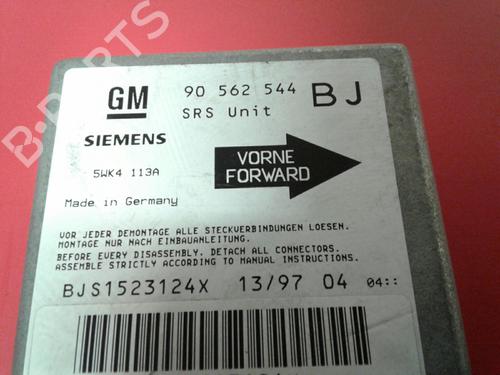 GM 90 562 544 BJ
SRS Unit
SIEMENS
VORNE
FORWARD
5WK4 113A
Made in Germany
VOR JEDER DEMONTAGE ALLE STECKVERBINDUNGEN LOESEN.
MONTAGE NUR NACH EINBAUANLEITUNG.
BEFORE EVERY DISASSEMBLY, DETACH ALL CONNECTORS.
ASSEMBLE STRICTLY ACCORDING TO MANUAL INSTRUCTIONS.
BJS1523124X 13/97 04 04::
B-PARTS